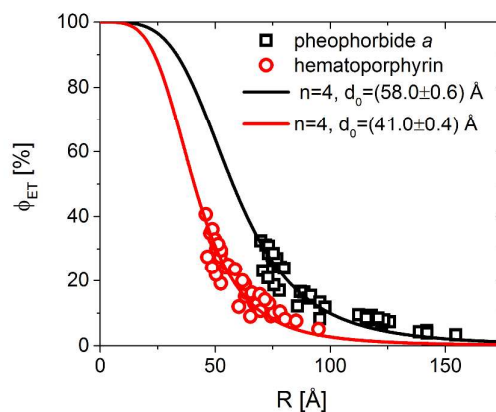 100
80
60
40
20
0
ϕ_ET [%]
pheophorbide a
hematoporphyrin
n=4, d₀=(58.0±0.6) Å
n=4, d₀=(41.0±0.4) Å
0 50 100 150
R [Å]